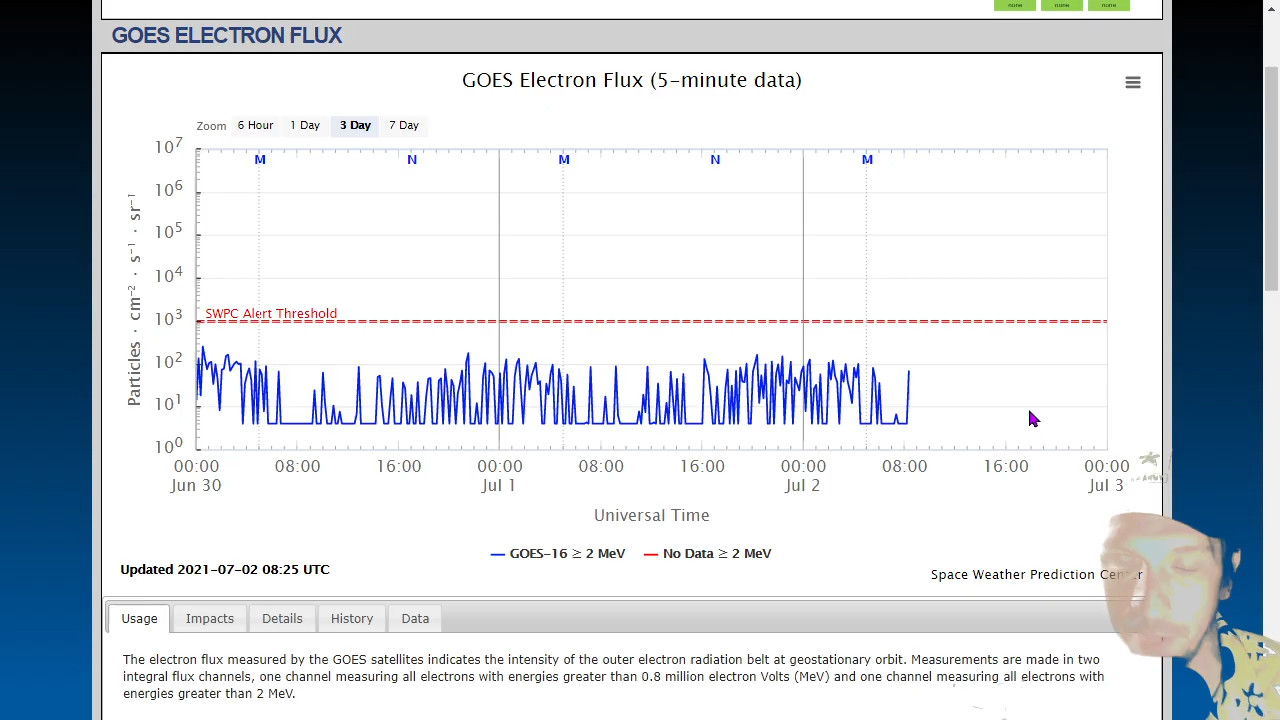 none none none
GOES ELECTRON FLUX
GOES Electron Flux (5-minute data)
Zoom 6 Hour 1 Day 3 Day 7 Day
M N M N M
10⁷
10⁶
10⁵
10⁴
SWPC Alert Threshold
10³
10²
10¹
10⁰
Particles · cm⁻² · s⁻¹ · sr⁻¹
00:00 08:00 16:00 00:00 08:00 16:00 00:00 08:00 16:00 00:00
Jun 30 Jul 1 Jul 2 Jul 3
Universal Time
GOES-16 ≥ 2 MeV No Data ≥ 2 MeV
Updated 2021-07-02 08:25 UTC
Space Weather Prediction Center
Usage Impacts Details History Data
The electron flux measured by the GOES satellites indicates the intensity of the outer electron radiation belt at geostationary orbit. Measurements are made in two
integral flux channels, one channel measuring all electrons with energies greater than 0.8 million electron Volts (MeV) and one channel measuring all electrons with
energies greater than 2 MeV.